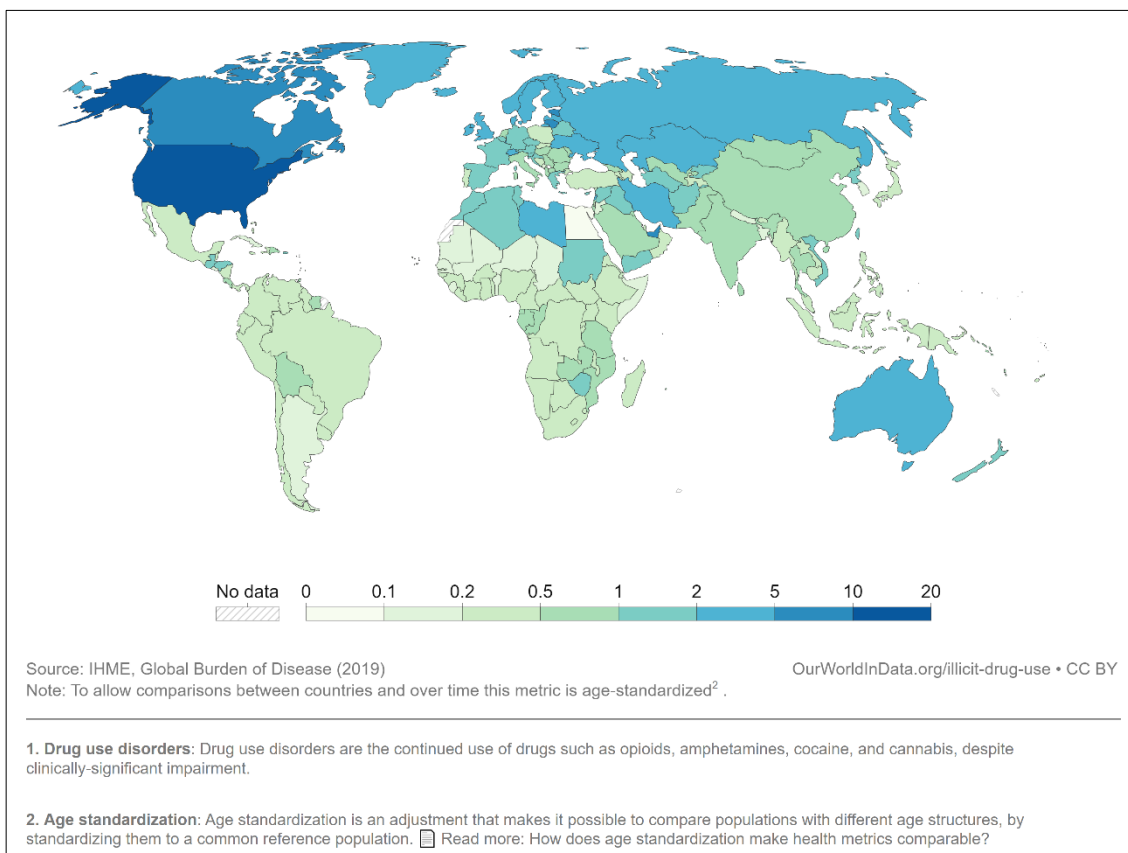 No data 0 0.1 0.2 0.5 1 2 5 10 20
Source: IHME, Global Burden of Disease (2019) OurWorldInData.org/illicit-drug-use • CC BY
Note: To allow comparisons between countries and over time this metric is age-standardized² .
1. Drug use disorders: Drug use disorders are the continued use of drugs such as opioids, amphetamines, cocaine, and cannabis, despite
clinically-significant impairment.
2. Age standardization: Age standardization is an adjustment that makes it possible to compare populations with different age structures, by
standardizing them to a common reference population. Read more: How does age standardization make health metrics comparable?